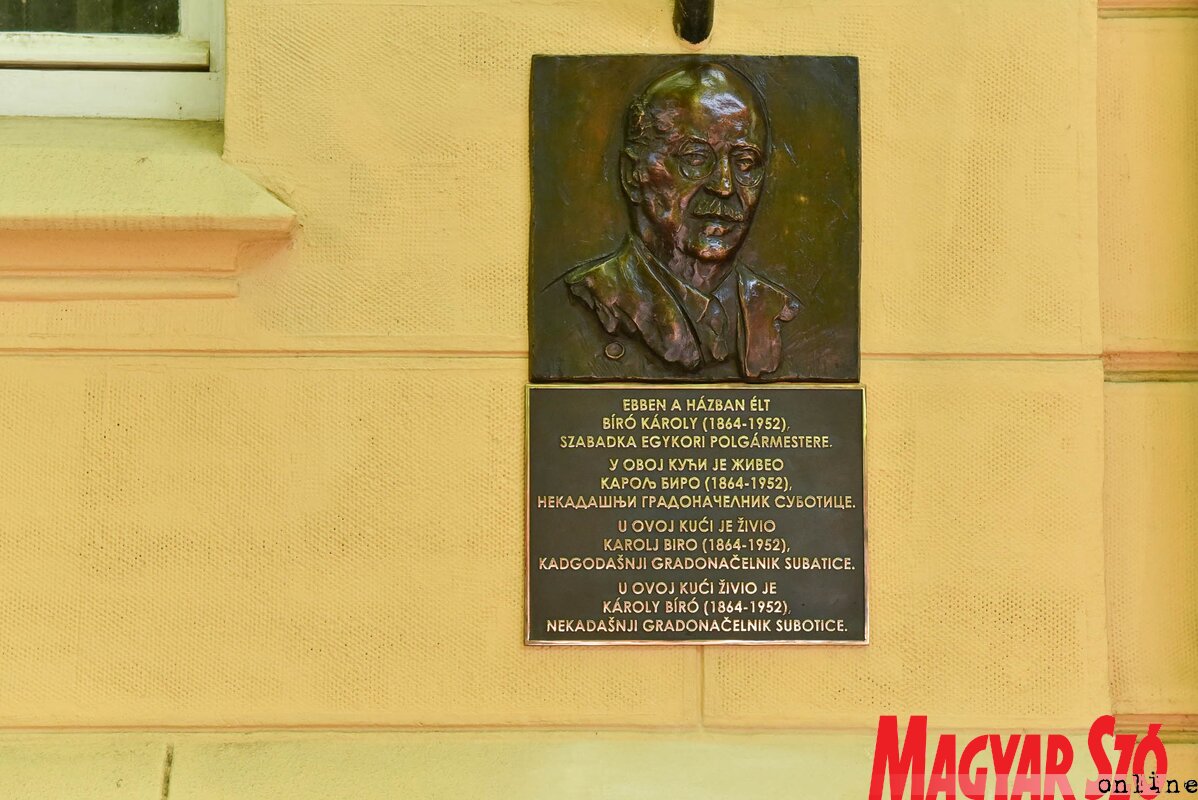 EBBEN A HÁZBAN ÉLT
BÍRÓ KÁROLY (1864-1952),
SZABADKA EGYKORI POLGÁRMESTERE.
У ОВОЈ КУЋИ ЈЕ ЖИВЕО
КАРОЉ БИРО (1864-1952),
НЕКАДАШЊИ ГРАДОНАЧЕЛНИК СУБОТИЦЕ.
U OVOJ KUĆI JE ŽIVIO
KAROLJ BIRO (1864-1952),
KADGODAŠNJI GRADONAČELNIK SUBATICE.
U OVOJ KUĆI ŽIVIO JE
KÁROLY BÍRÓ (1864-1952),
NEKADAŠNJI GRADONAČELNIK SUBOTICE.
MAGYAR SZÓ
online